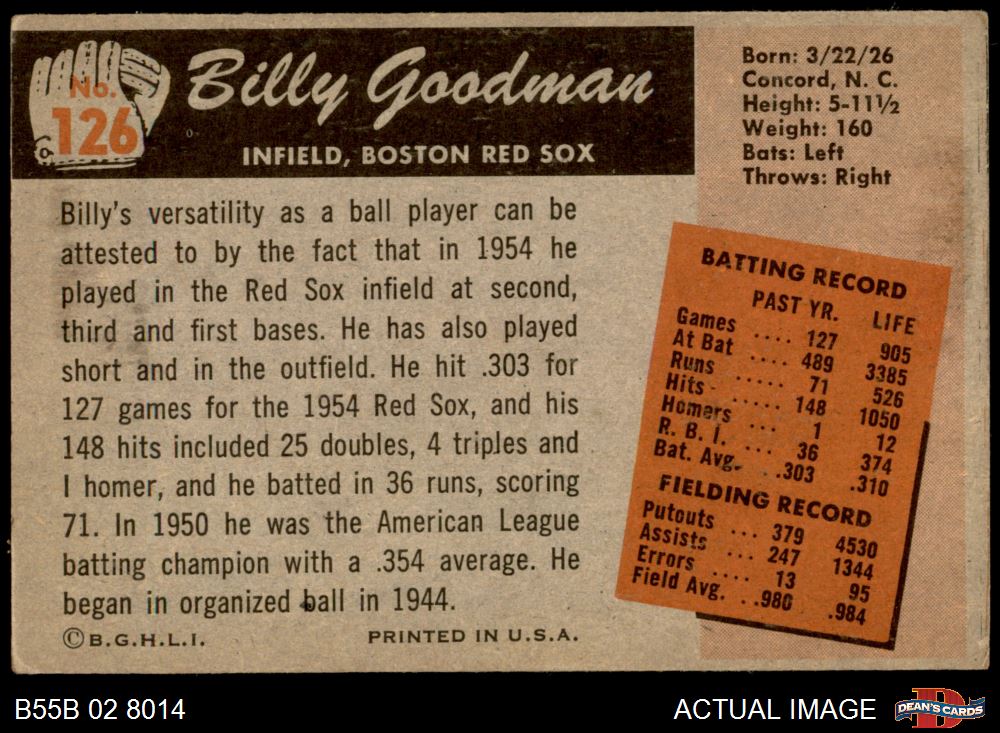 No.
126
Billy Goodman
INFIELD, BOSTON RED SOX
Born: 3/22/26
Concord, N. C.
Height: 5-11½
Weight: 160
Bats: Left
Throws: Right
Billy's versatility as a ball player can be
attested to by the fact that in 1954 he
played in the Red Sox infield at second,
third and first bases. He has also played
short and in the outfield. He hit .303 for
127 games for the 1954 Red Sox, and his
148 hits included 25 doubles, 4 triples and
1 homer, and he batted in 36 runs, scoring
71. In 1950 he was the American League
batting champion with a .354 average. He
began in organized ball in 1944.
©B.G.H.L.I. PRINTED IN U.S.A.
BATTING RECORD
PAST YR. LIFE
Games .... 127 905
At Bat .... 489 3385
Runs ..... 71 526
Hits ..... 148 1050
Homers ... 1 12
R. B. I. ... 36 374
Bat. Avg. .303 .310
FIELDING RECORD
Putouts ... 379 4530
Assists ... 247 1344
Errors .... 13 95
Field Avg. ..980 .984
B55B 02 8014
ACTUAL IMAGE
D
DEAN'S CARDS